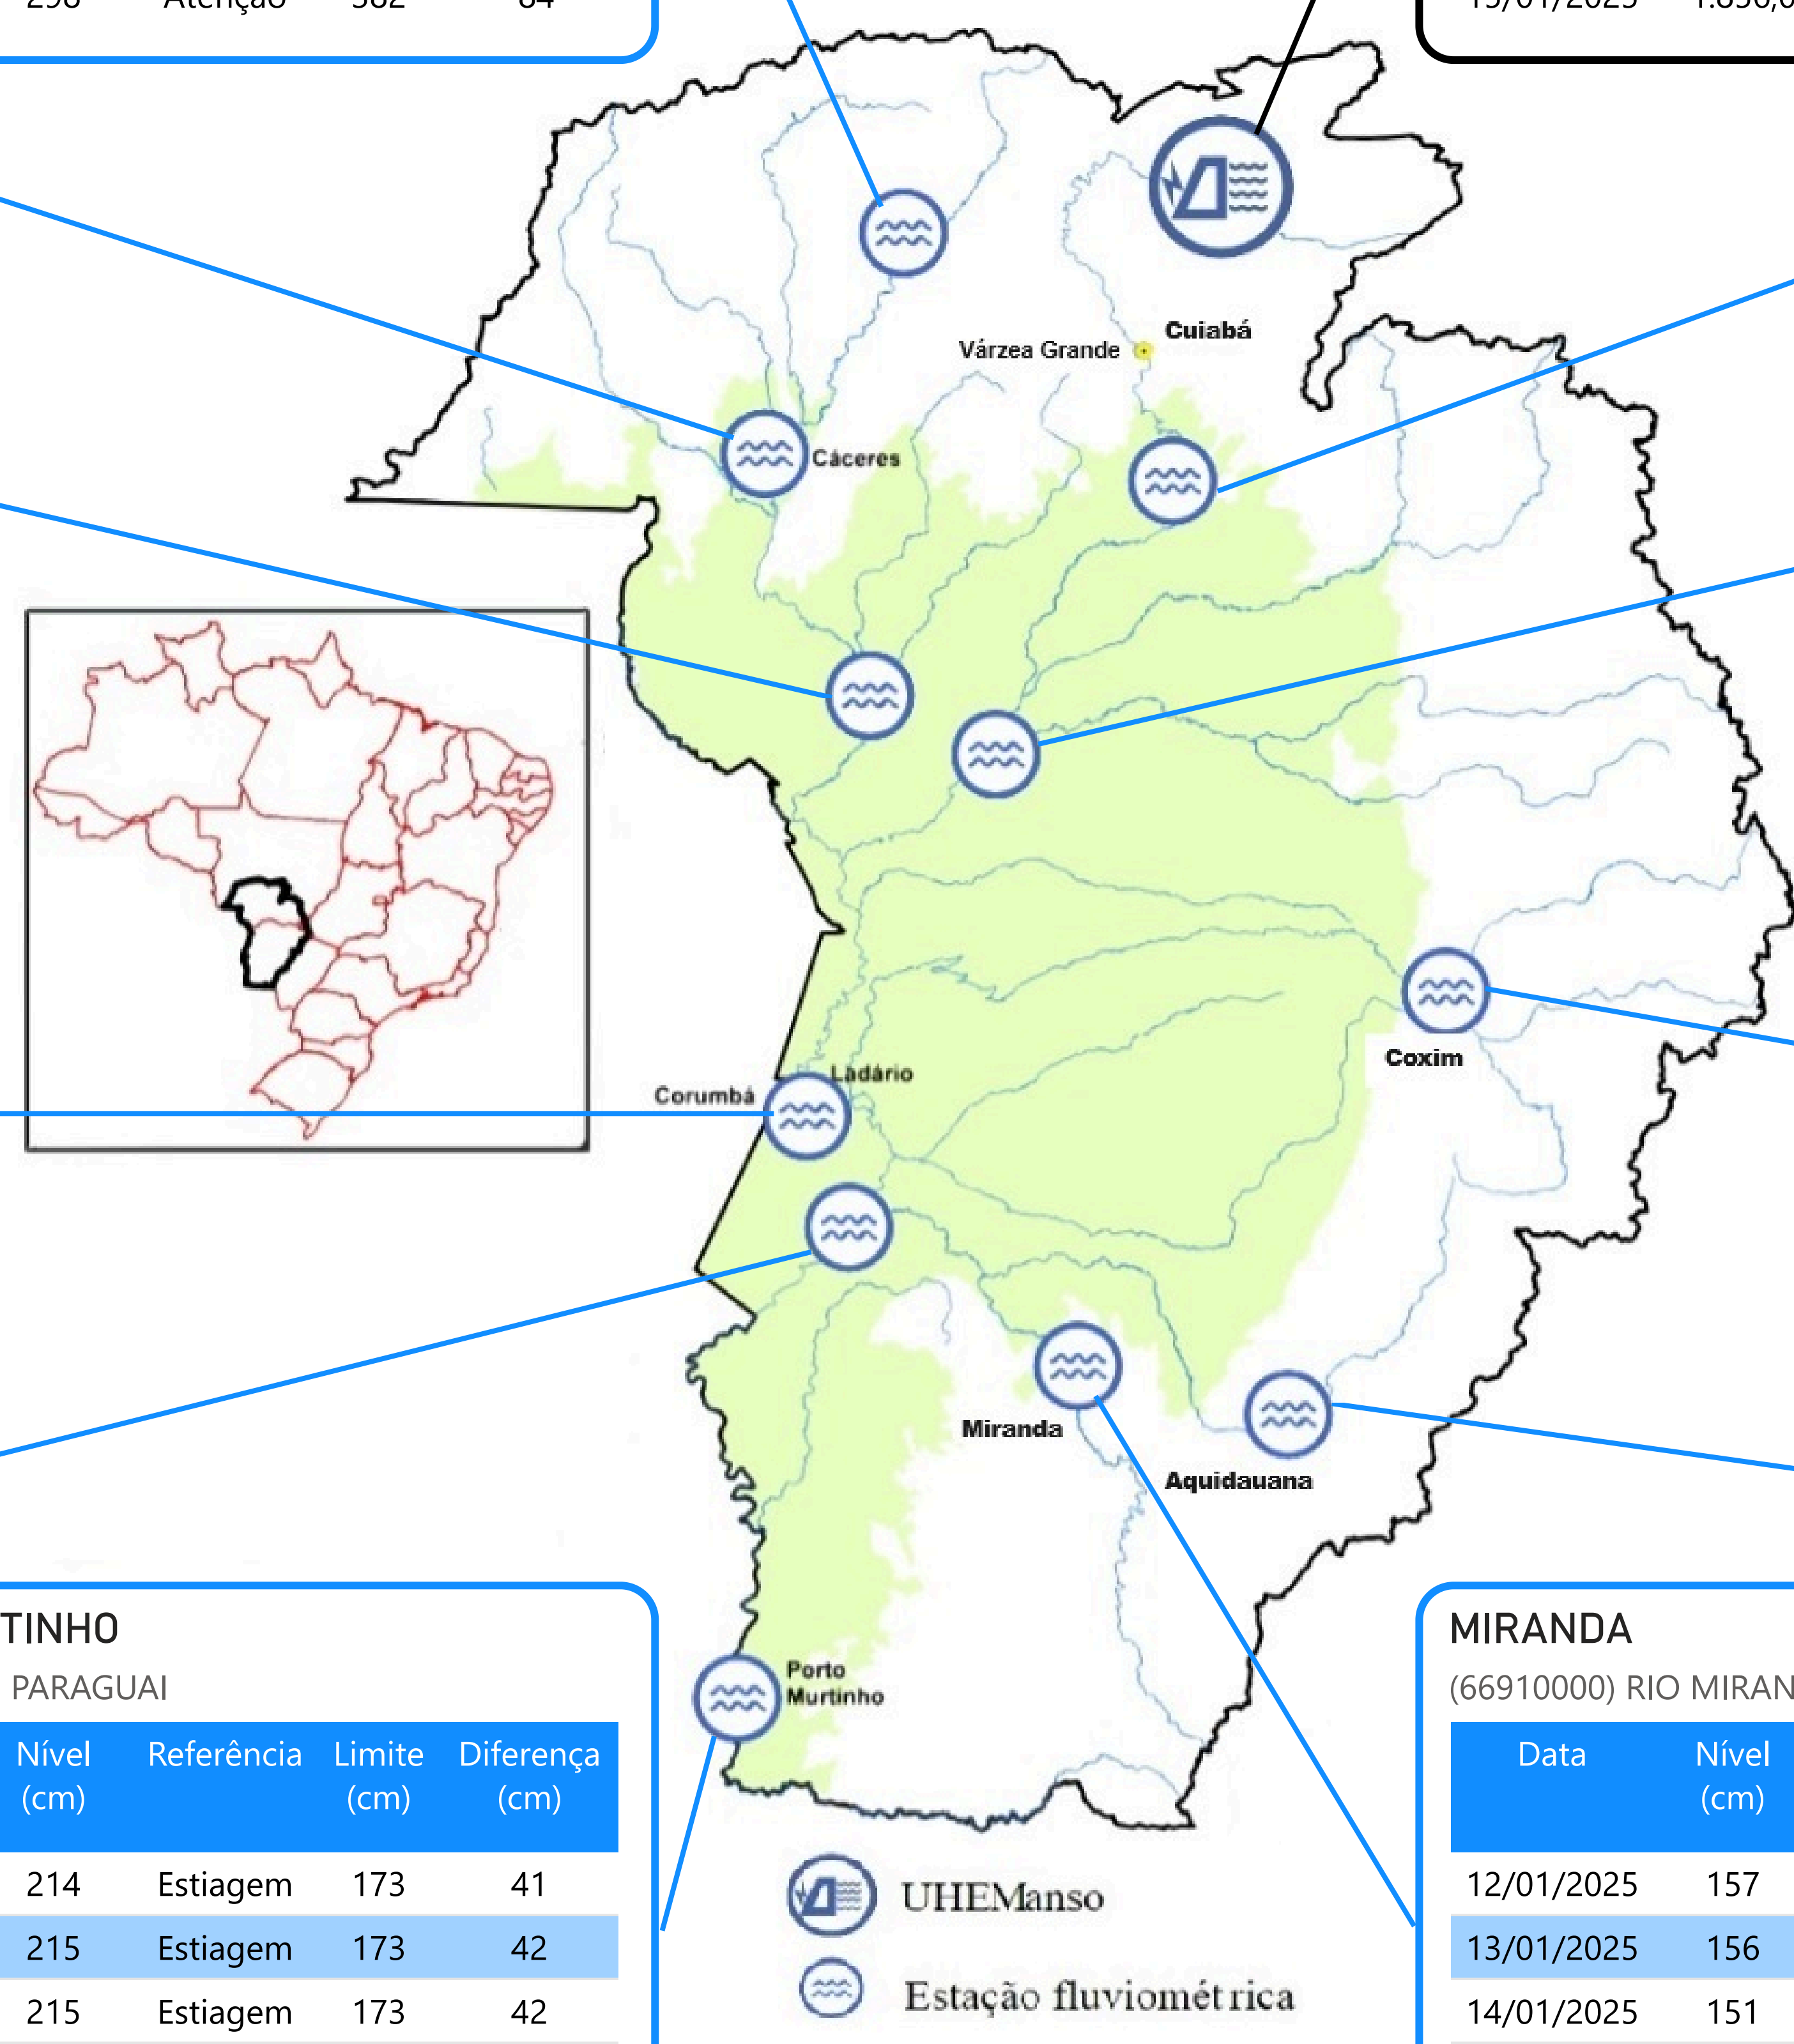 Cuiabá
Várzea Grande
Cáceres
Coxim
Ladário
Corumbá
Miranda
Aquidauana
Porto
Murtinho
TINHO
PARAGUAI
Nível Referência Limite Diferença
(cm) (cm) (cm)
214 Estiagem 173 41
215 Estiagem 173 42
215 Estiagem 173 42
UHEManso
Estação fluviométrica
MIRANDA
(66910000) RIO MIRAN
Data Nível
(cm)
12/01/2025 157
13/01/2025 156
14/01/2025 151